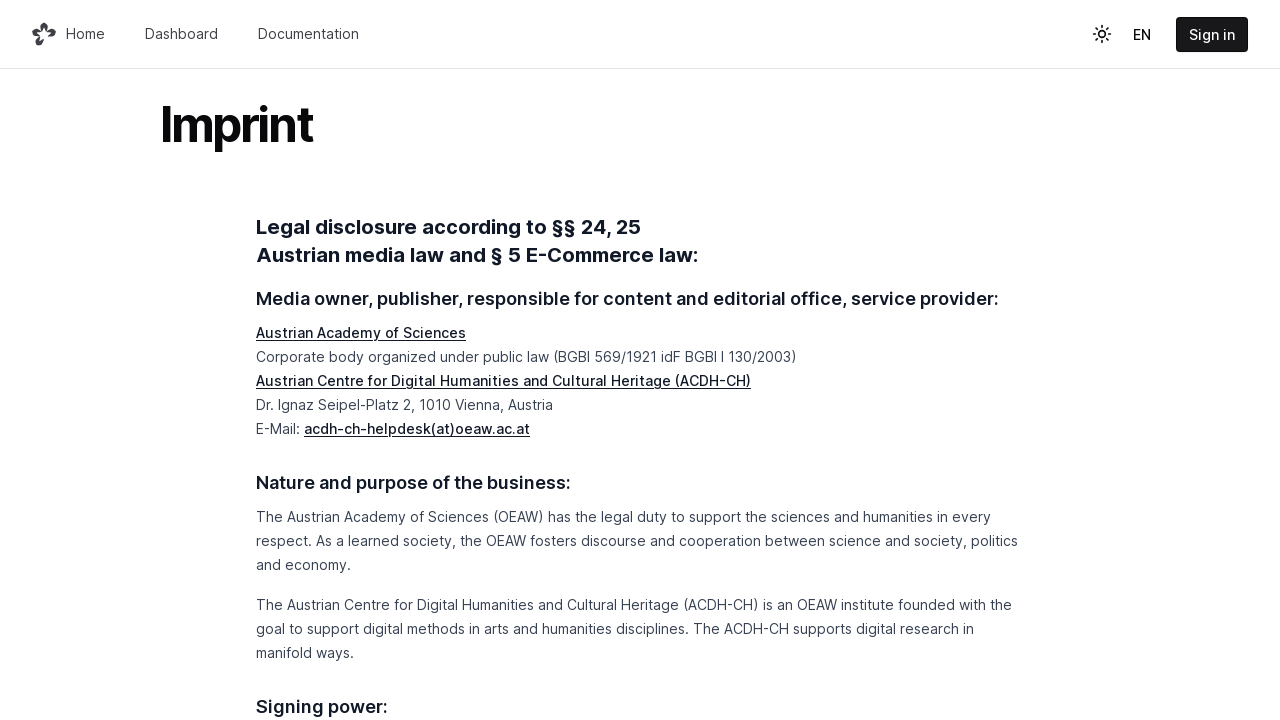 Home
Dashboard
Documentation
EN
Sign in
Imprint
Legal disclosure according to §§ 24, 25
Austrian media law and § 5 E-Commerce law:
Media owner, publisher, responsible for content and editorial office, service provider:
Austrian Academy of Sciences
Corporate body organized under public law (BGBI 569/1921 idF BGBI I 130/2003)
Austrian Centre for Digital Humanities and Cultural Heritage (ACDH-CH)
Dr. Ignaz Seipel-Platz 2, 1010 Vienna, Austria
E-Mail: acdh-ch-helpdesk(at)oeaw.ac.at
Nature and purpose of the business:
The Austrian Academy of Sciences (OEAW) has the legal duty to support the sciences and humanities in every
respect. As a learned society, the OEAW fosters discourse and cooperation between science and society, politics
and economy.
The Austrian Centre for Digital Humanities and Cultural Heritage (ACDH-CH) is an OEAW institute founded with the
goal to support digital methods in arts and humanities disciplines. The ACDH-CH supports digital research in
manifold ways.
Signing power: